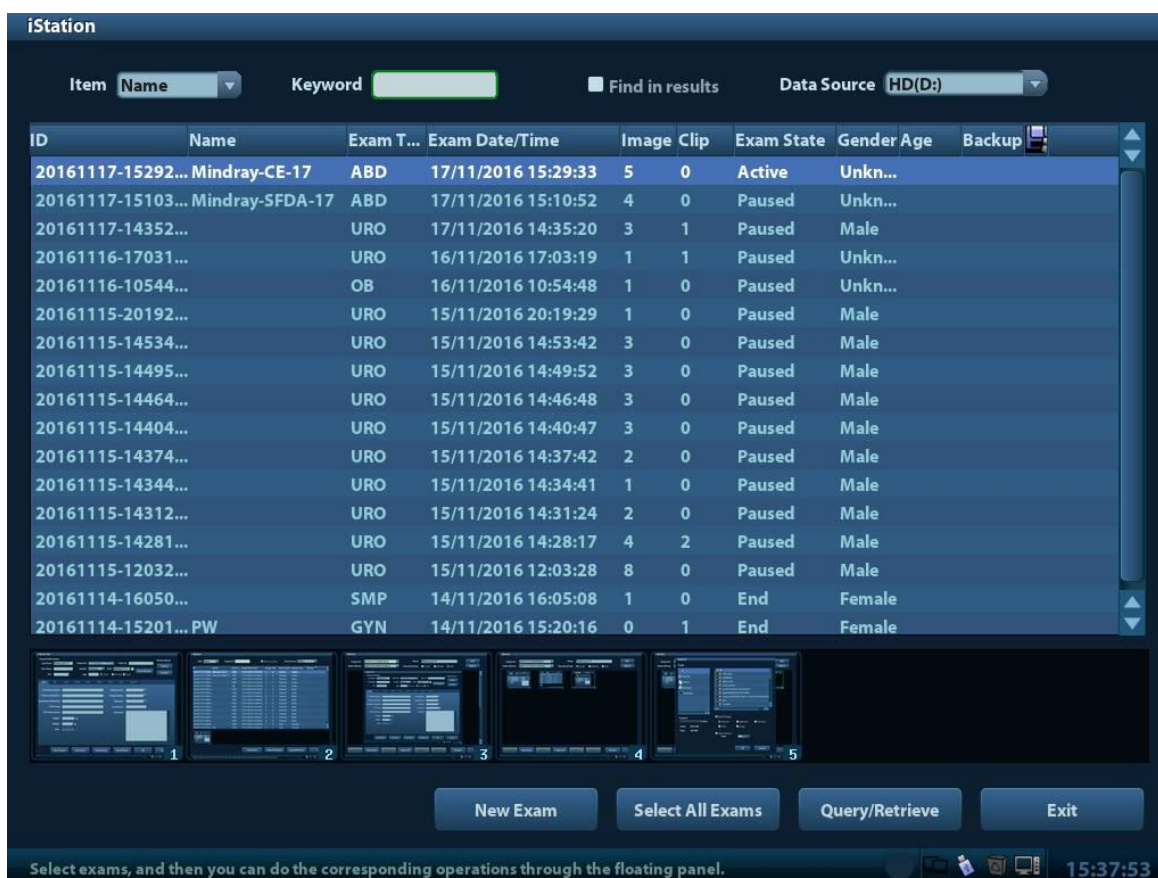 iStation
Item Name Keyword Find in results Data Source HD(D:)
ID Name Exam T... Exam Date/Time Image Clip Exam State Gender Age Backup
20161117-15292... Mindray-CE-17 ABD 17/11/2016 15:29:33 5 0 Active Unkn...
20161117-15103... Mindray-SFDA-17 ABD 17/11/2016 15:10:52 4 0 Paused Unkn...
20161117-14352... URO 17/11/2016 14:35:20 3 1 Paused Male
20161116-17031... URO 16/11/2016 17:03:19 1 1 Paused Unkn...
20161116-10544... OB 16/11/2016 10:54:48 1 0 Paused Unkn...
20161115-20192... URO 15/11/2016 20:19:29 1 0 Paused Male
20161115-14534... URO 15/11/2016 14:53:42 3 0 Paused Male
20161115-14495... URO 15/11/2016 14:49:52 3 0 Paused Male
20161115-14464... URO 15/11/2016 14:46:48 3 0 Paused Male
20161115-14404... URO 15/11/2016 14:40:47 3 0 Paused Male
20161115-14374... URO 15/11/2016 14:37:42 2 0 Paused Male
20161115-14344... URO 15/11/2016 14:34:41 1 0 Paused Male
20161115-14312... URO 15/11/2016 14:31:24 2 0 Paused Male
20161115-14281... URO 15/11/2016 14:28:17 4 2 Paused Male
20161115-12032... URO 15/11/2016 12:03:28 8 0 Paused Male
20161114-16050... SMP 14/11/2016 16:05:08 1 0 End Female
20161114-15201... PW GYN 14/11/2016 15:20:16 0 1 End Female
1 2 3 4 5
New Exam Select All Exams Query/Retrieve Exit
Select exams, and then you can do the corresponding operations through the floating panel. 15:37:53